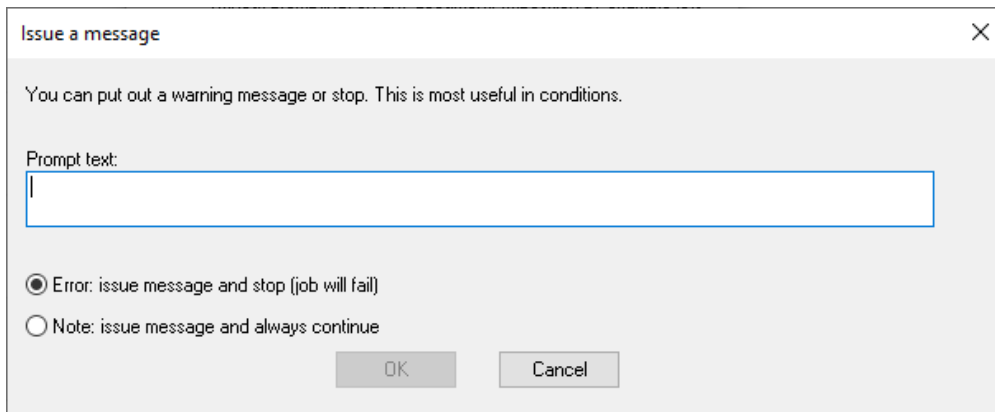 Issue a message
You can put out a warning message or stop. This is most useful in conditions.
Prompt text:
Error: issue message and stop (job will fail)
Note: issue message and always continue
OK
Cancel